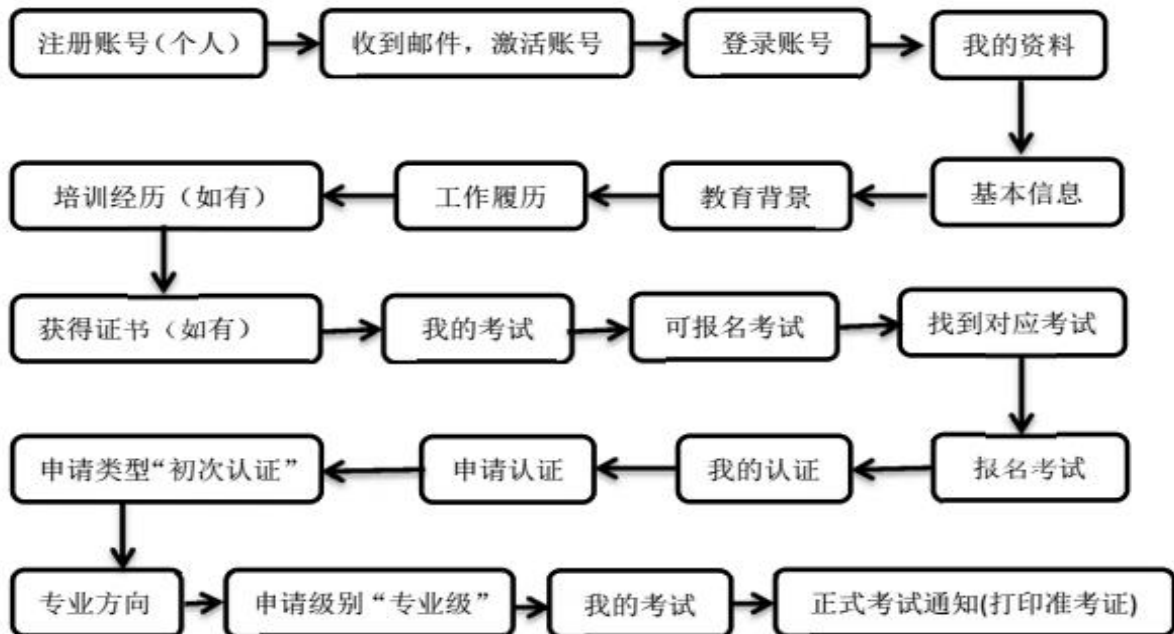 注册账号（个人）
收到邮件，激活账号
登录账号
我的资料
基本信息
教育背景
工作履历
培训经历（如有）
获得证书（如有）
我的考试
可报名考试
找到对应考试
报名考试
我的认证
申请认证
申请类型“初次认证”
专业方向
申请级别“专业级”
我的考试
正式考试通知(打印准考证)